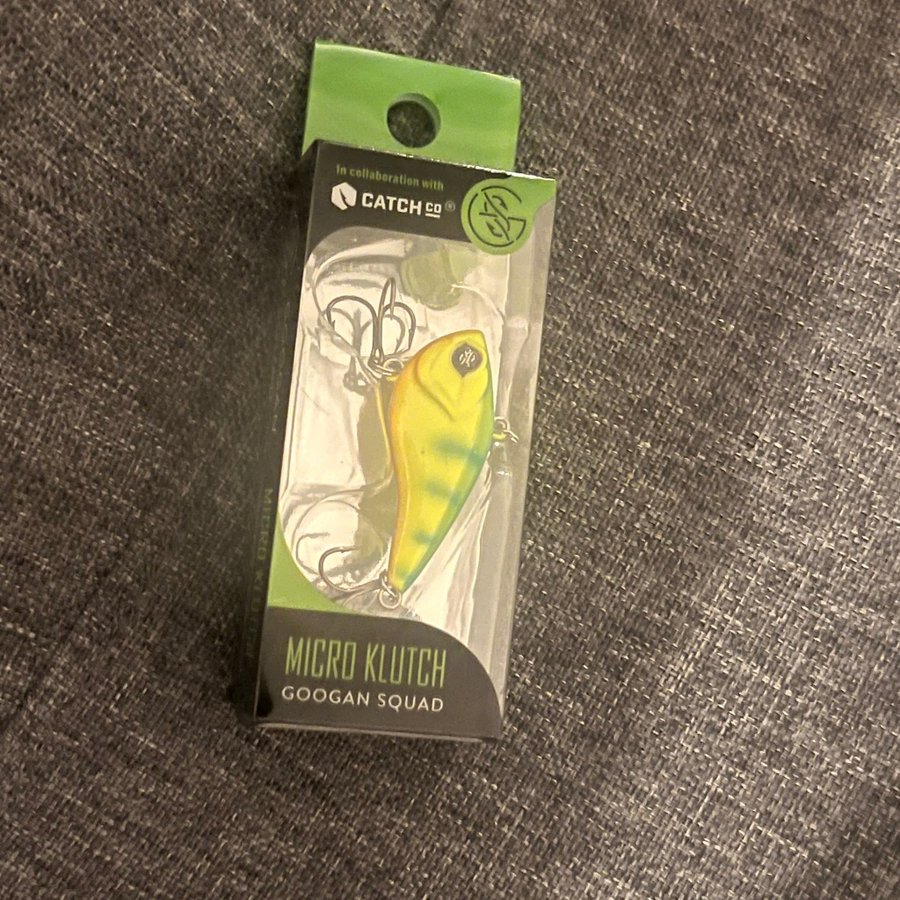 In collaboration with
CATCH CO®
MICRO KLUTCH
GOOGAN SQUAD